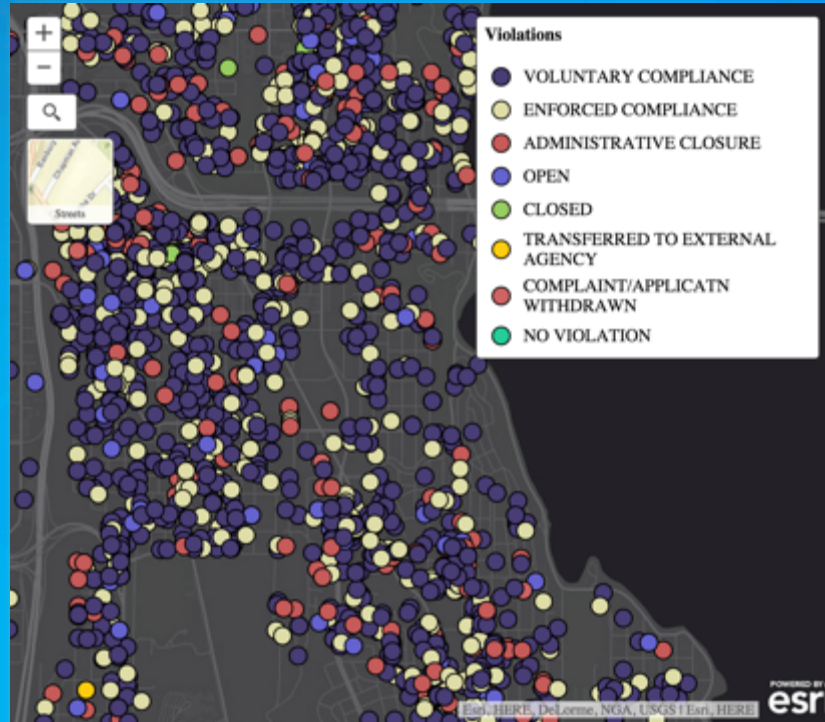 Violations
VOLUNTARY COMPLIANCE
ENFORCED COMPLIANCE
ADMINISTRATIVE CLOSURE
OPEN
CLOSED
TRANSFERRED TO EXTERNAL
AGENCY
COMPLAINT/APPLICATN
WITHDRAWN
NO VIOLATION
+
−
Streets
POWERED BY
esri
Esri, HERE, DeLorme, NGA, USGS | Esri, HERE